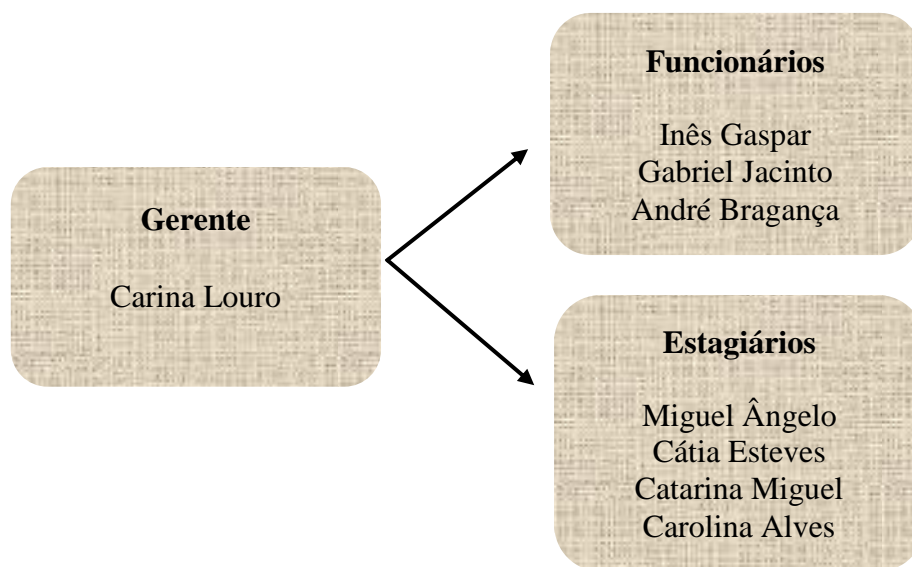 Gerente
Carina Louro
Funcionários
Inês Gaspar
Gabriel Jacinto
André Bragança
Estagiários
Miguel Ângelo
Cátia Esteves
Catarina Miguel
Carolina Alves